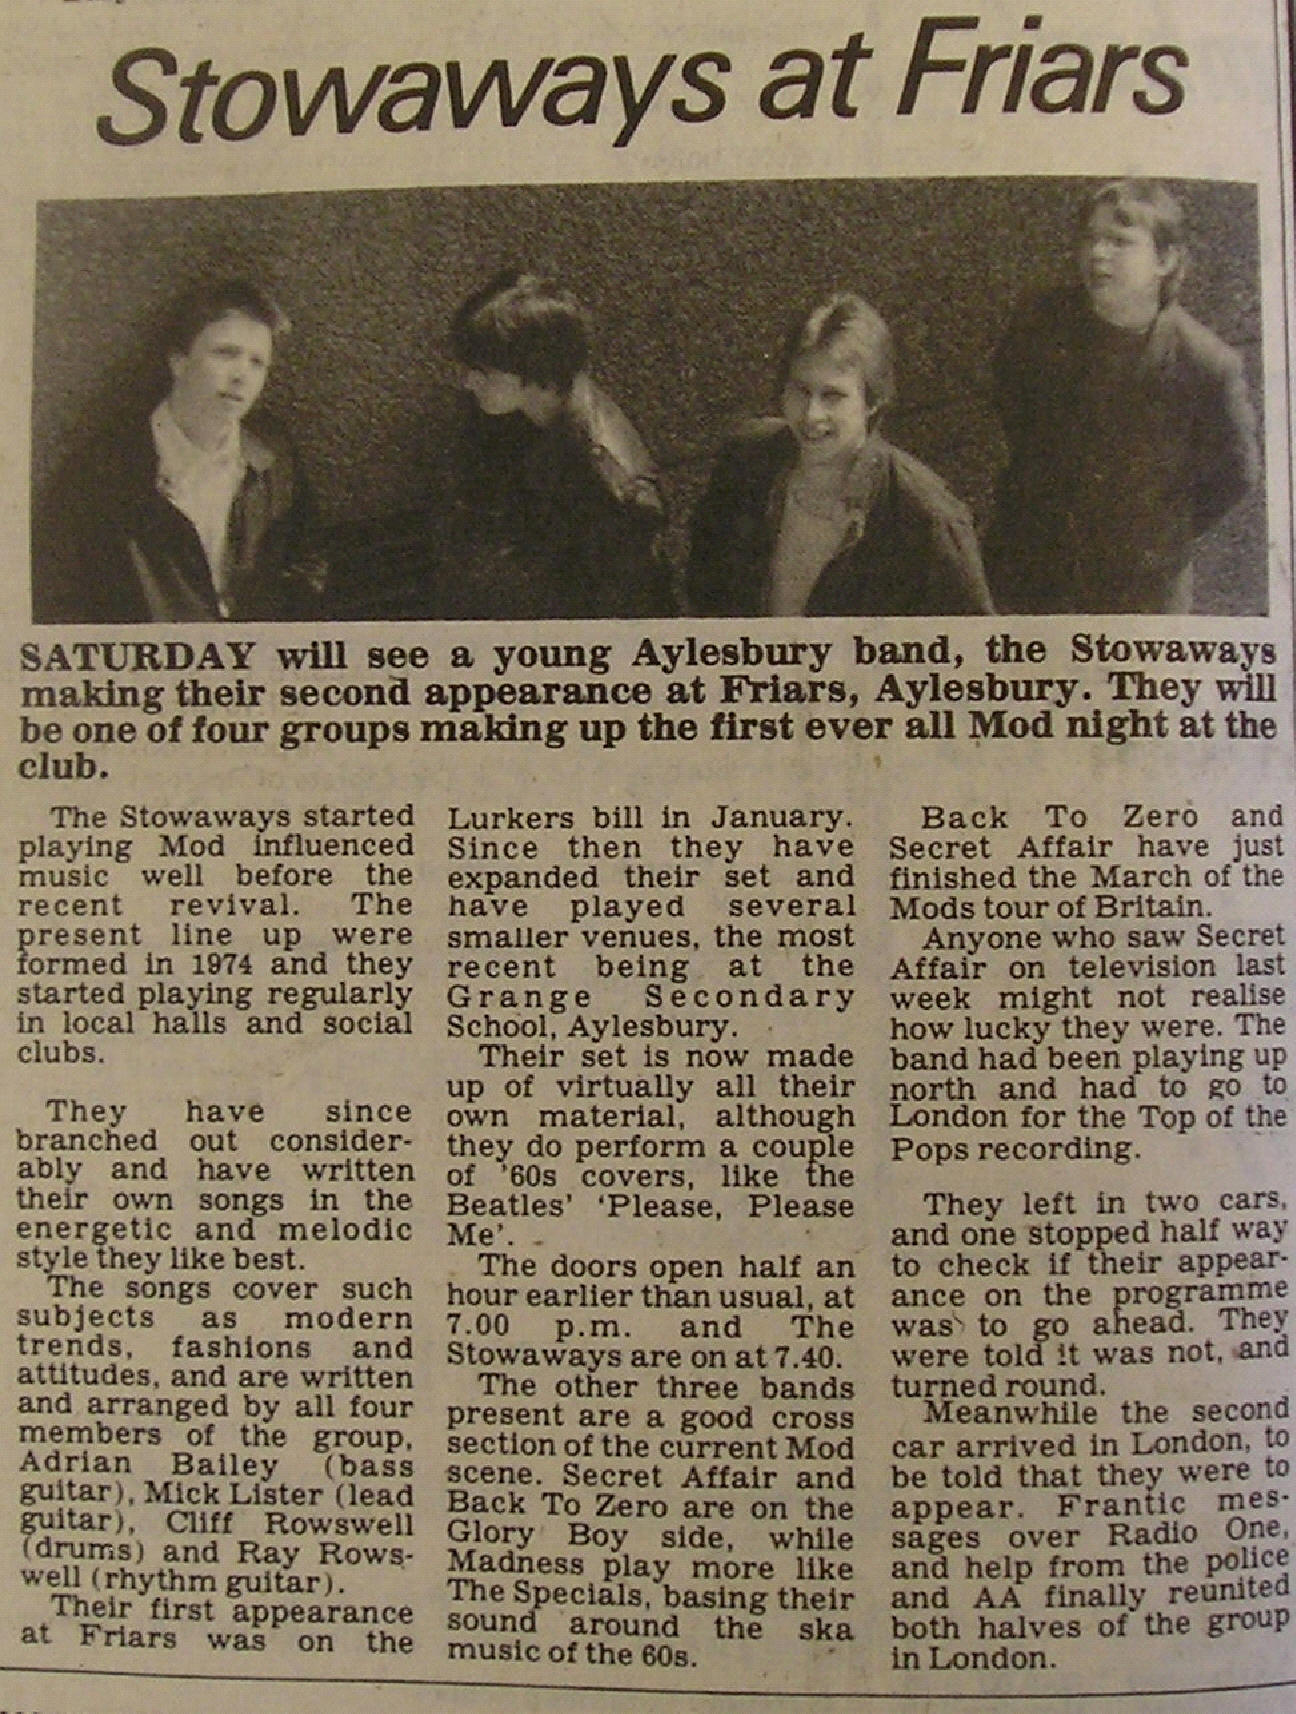 Stowaways at Friars
SATURDAY will see a young Aylesbury band, the Stowaways
making their second appearance at Friars, Aylesbury. They will
be one of four groups making up the first ever all Mod night at the
club.
The Stowaways started
playing Mod influenced
music well before the
recent revival. The
present line up were
formed in 1974 and they
started playing regularly
in local halls and social
clubs.
They have since
branched out consider-
ably and have written
their own songs in the
energetic and melodic
style they like best.
The songs cover such
subjects as modern
trends, fashions and
attitudes, and are written
and arranged by all four
members of the group,
Adrian Bailey (bass
guitar), Mick Lister (lead
guitar), Cliff Rowswell
(drums) and Ray Rows-
well (rhythm guitar).
Their first appearance
at Friars was on the
Lurkers bill in January.
Since then they have
expanded their set and
have played several
smaller venues, the most
recent being at the
Grange Secondary
School, Aylesbury.
Their set is now made
up of virtually all their
own material, although
they do perform a couple
of '60s covers, like the
Beatles' 'Please, Please
Me'.
The doors open half an
hour earlier than usual, at
7.00 p.m. and The
Stowaways are on at 7.40.
The other three bands
present are a good cross
section of the current Mod
scene. Secret Affair and
Back To Zero are on the
Glory Boy side, while
Madness play more like
The Specials, basing their
sound around the ska
music of the 60s.
Back To Zero and
Secret Affair have just
finished the March of the
Mods tour of Britain.
Anyone who saw Secret
Affair on television last
week might not realise
how lucky they were. The
band had been playing up
north and had to go to
London for the Top of the
Pops recording.
They left in two cars,
and one stopped half way
to check if their appear-
ance on the programme
was to go ahead. They
were told it was not, and
turned round.
Meanwhile the second
car arrived in London, to
be told that they were to
appear. Frantic mes-
sages over Radio One,
and help from the police
and AA finally reunited
both halves of the group
in London.